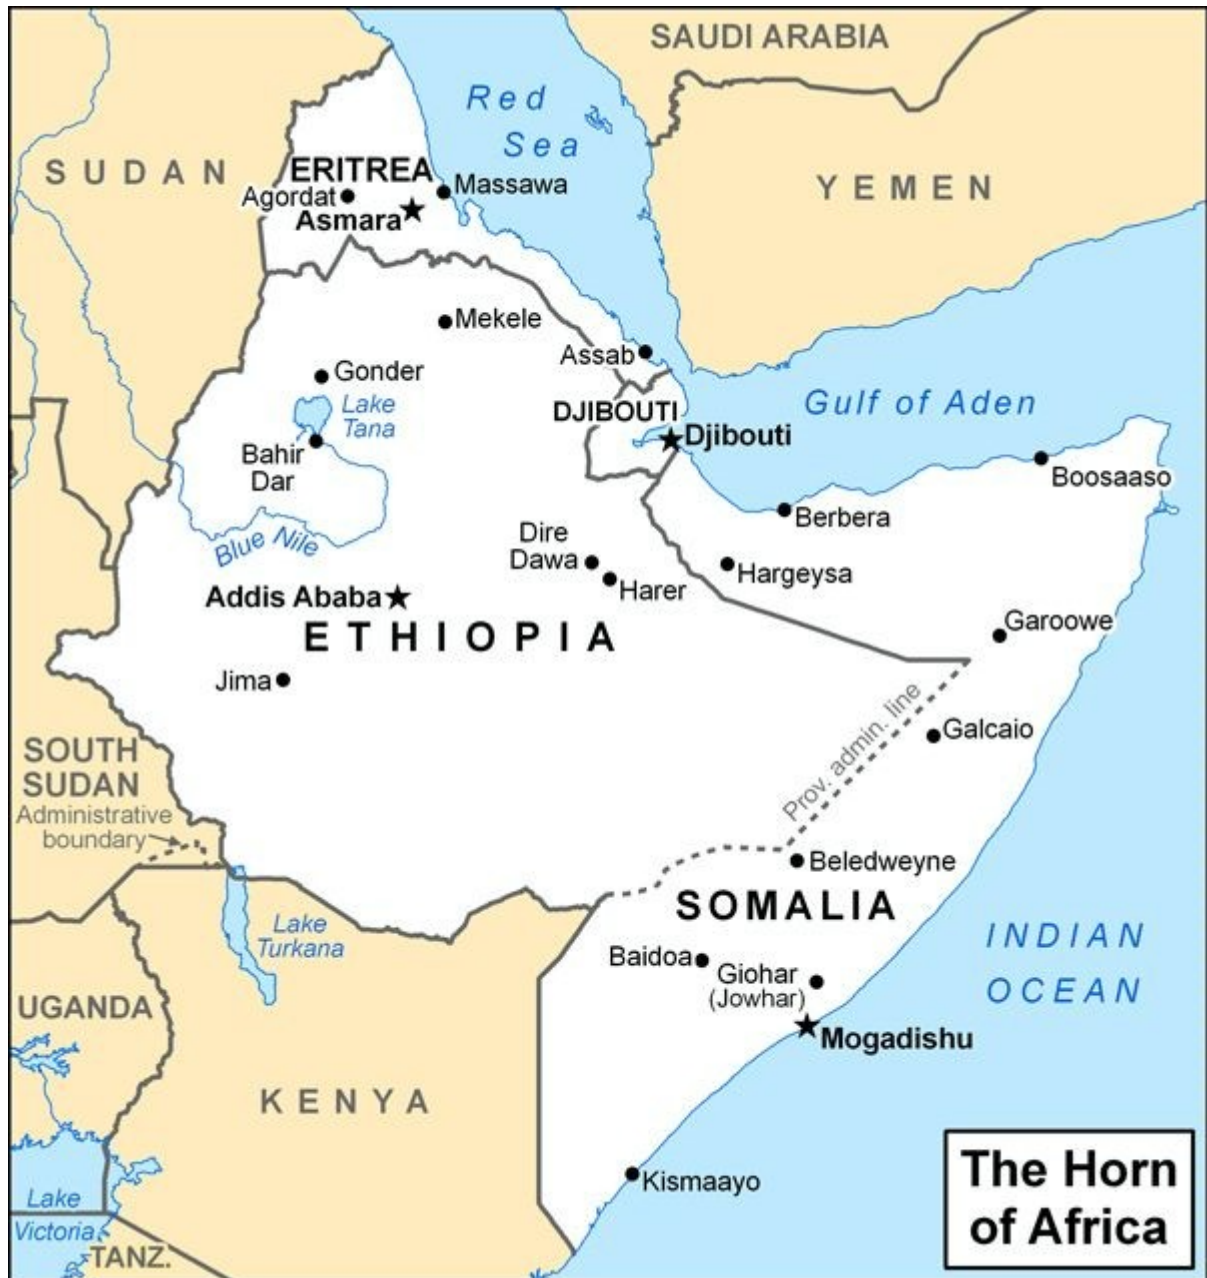 SAUDI ARABIA
Red
Sea
SUDAN
ERITREA
YEMEN
Agordat
Massawa
Asmara
Mekele
Assab
Gonder
Lake
Tana
DJIBOUTI
Gulf of Aden
Djibouti
Bahir
Dar
Boosaaso
Berbera
Blue Nile
Dire
Dawa
Harer
Hargeysa
Addis Ababa
ETHIOPIA
Garoowe
Jima
Prov. admin. line
Galcaio
SOUTH
SUDAN
Administrative
boundary
Beledweyne
SOMALIA
Lake
Turkana
INDIAN
OCEAN
Baidoa
Giohar
(Jowhar)
UGANDA
Mogadishu
KENYA
Kismaayo
The Horn
of Africa
Lake
Victoria
TANZ.